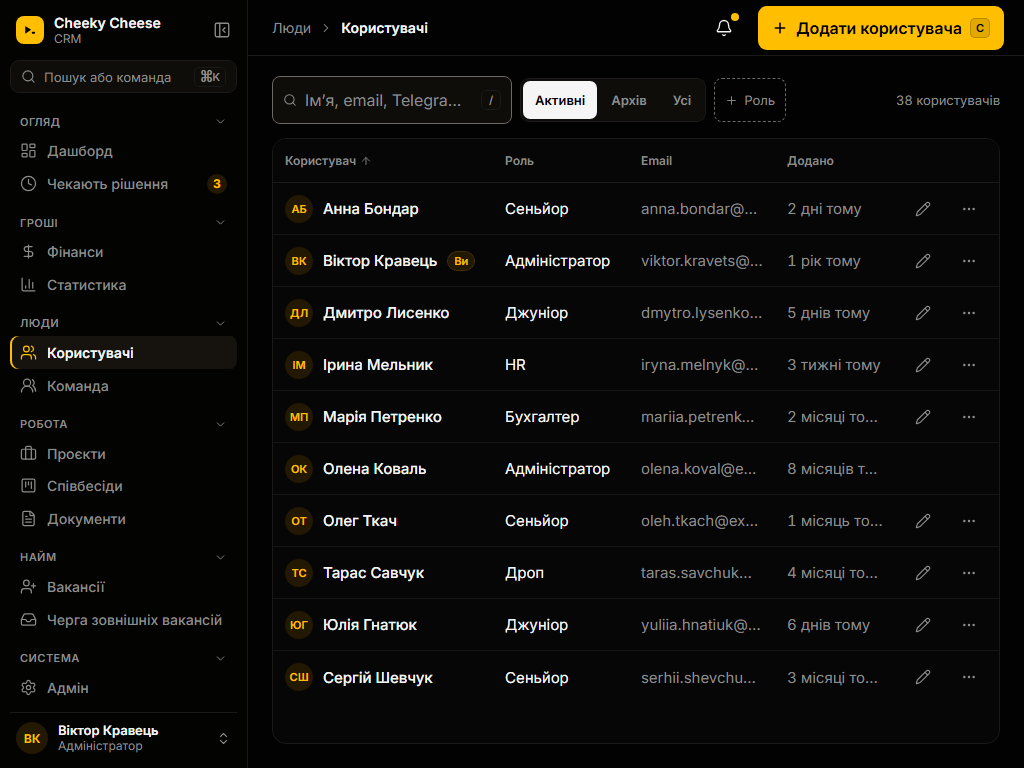 Cheeky Cheese
CRM
Пошук або команда ⌘K
ОГЛЯД
Дашборд
Чекають рішення 3
ГРОШІ
Фінанси
Статистика
ЛЮДИ
Користувачі
Команда
РОБОТА
Проєкти
Співбесіди
Документи
НАЙМ
Вакансії
Черга зовнішніх вакансій
СИСТЕМА
Адмін
ВК Віктор Кравець
Адміністратор
Люди > Користувачі
+ Додати користувача C
Ім’я, email, Telegra... /
Активні Архів Усі
+ Роль
38 користувачів
Користувач ↑ Роль Email Додано
АБ Анна Бондар Сеньйор anna.bondar@... 2 дні тому
ВК Віктор Кравець Ви Адміністратор viktor.kravets@... 1 рік тому
ДЛ Дмитро Лисенко Джуніор dmytro.lysenko... 5 днів тому
ІМ Ірина Мельник HR iryna.melnyk@... 3 тижні тому
МП Марія Петренко Бухгалтер mariia.petrenk... 2 місяці то...
ОК Олена Коваль Адміністратор olena.koval@e... 8 місяців т...
ОТ Олег Ткач Сеньйор oleh.tkach@ex... 1 місяць то...
ТС Тарас Савчук Дроп taras.savchuk... 4 місяці то...
ЮГ Юлія Гнатюк Джуніор yuliia.hnatiuk@... 6 днів тому
СШ Сергій Шевчук Сеньйор serhii.shevchu... 3 місяці то...